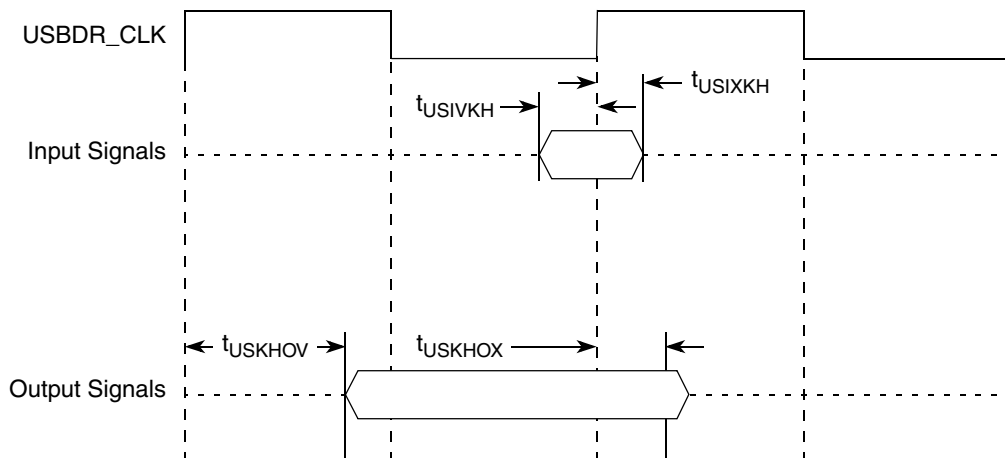 USBDR_CLK
tUSIXKH
tUSIVKH
Input Signals
tUSKHOV
tUSKHOX
Output Signals